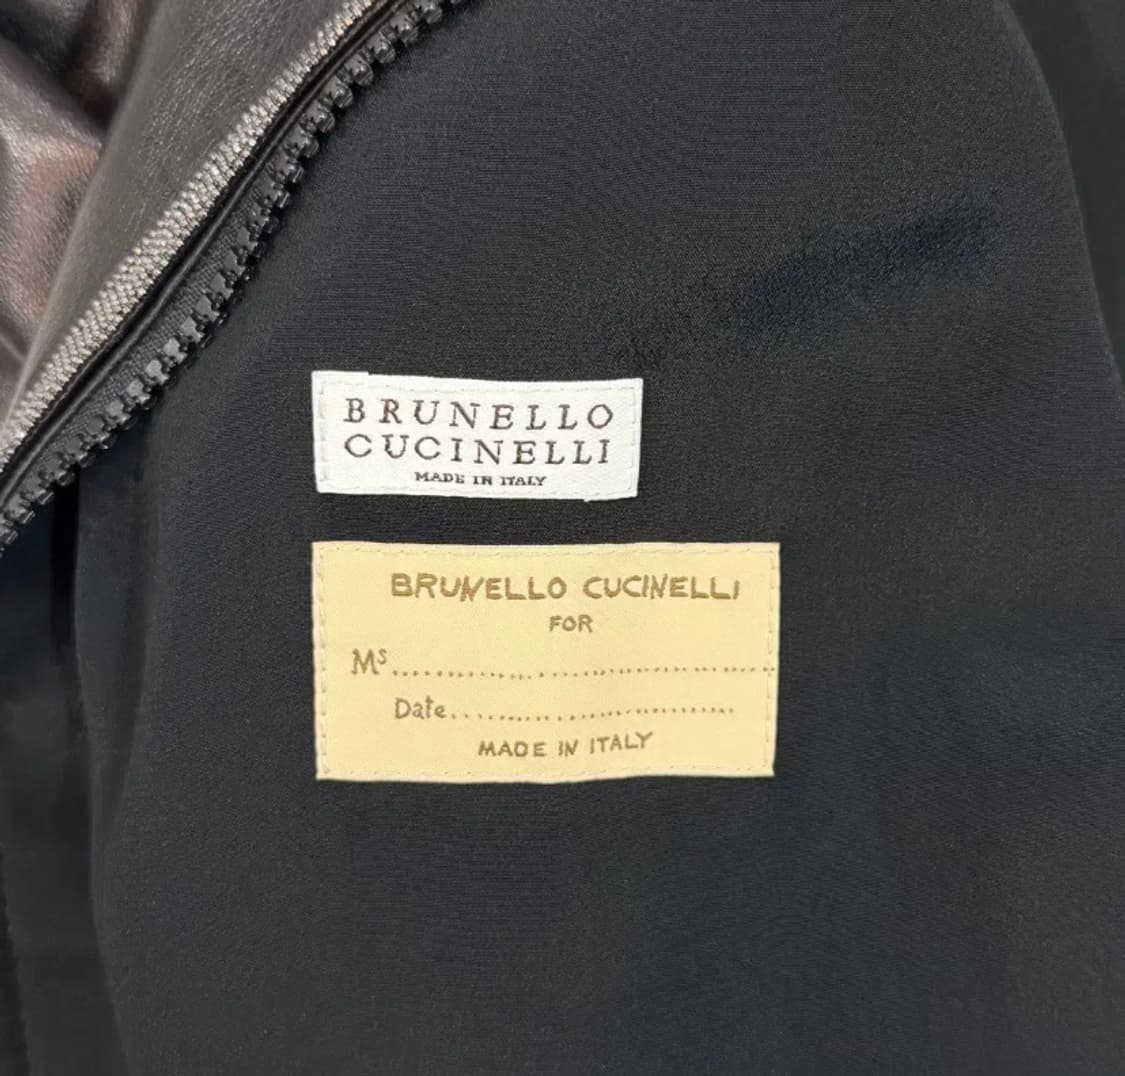 BRUNELLO
CUCINELLI
MADE IN ITALY
BRUNELLO CUCINELLI
FOR
Ms..............................................
Date...................................
MADE IN ITALY